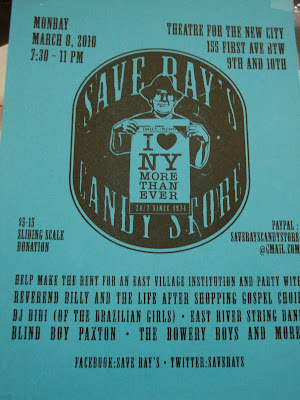 MONDAY
MARCH 8, 2010
7:30 - 11 PM
THEATRE FOR THE NEW CITY
155 FIRST AVE BTW
9TH AND 10TH
SAVE RAY'S
I ♥
NY
MORE
THAN
EVER
24/7 SINCE 1974
CANDY STORE
SLIDING SCALE
DONATION
PAYPAL:
SAVERAYSCANDYSTORE
@GMAIL.COM
HELP MAKE THE RENT FOR AN EAST VILLAGE INSTITUTION AND PARTY WITH
REVEREND BILLY AND THE LIFE AFTER SHOPPING GOSPEL CHOIR
DJ DIDI (OF THE BRAZILIAN GIRLS) • EAST RIVER STRING BAND
BLIND BOY PAXTON • THE BOWERY BOYS AND MORE
FACEBOOK:SAVE RAY'S • TWITTER:SAVERAYS